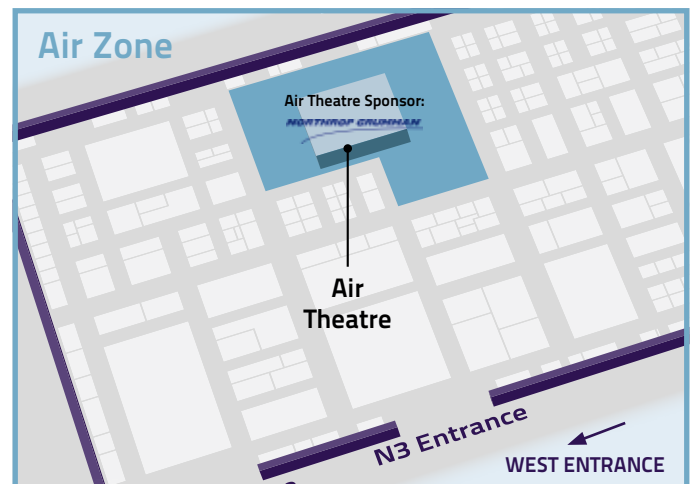 Air Zone
Air Theatre Sponsor:
NORTHROP GRUMMAN
Air
Theatre
N3 Entrance
WEST ENTRANCE